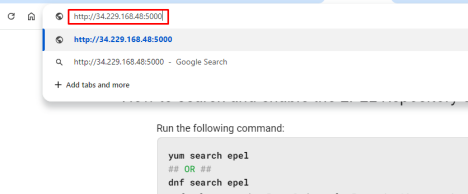 http://34.229.168.48:5000
http://34.229.168.48:5000
http://34.229.168.48:5000 - Google Search
+ Add tabs and more
Run the following command:
yum search epel
## OR ##
dnf search epel